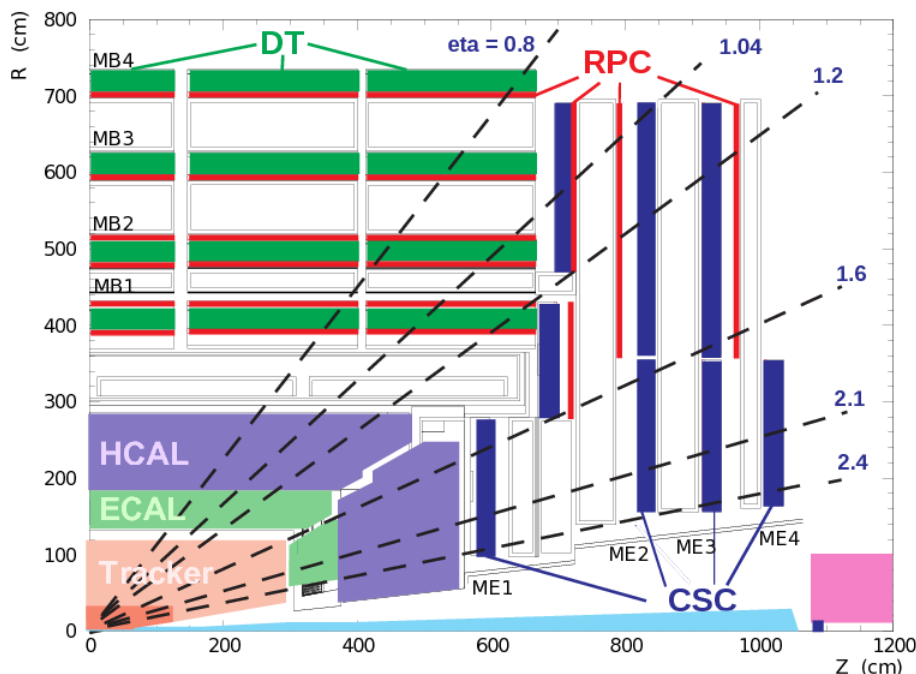 R (cm)
800
700
600
500
400
300
200
100
0
MB4
MB3
MB2
MB1
DT
eta = 0.8
1.04
1.2
1.6
2.1
2.4
RPC
HCAL
ECAL
Tracker
ME1
ME2
ME3
ME4
CSC
0
200
400
600
800
1000
1200
Z (cm)